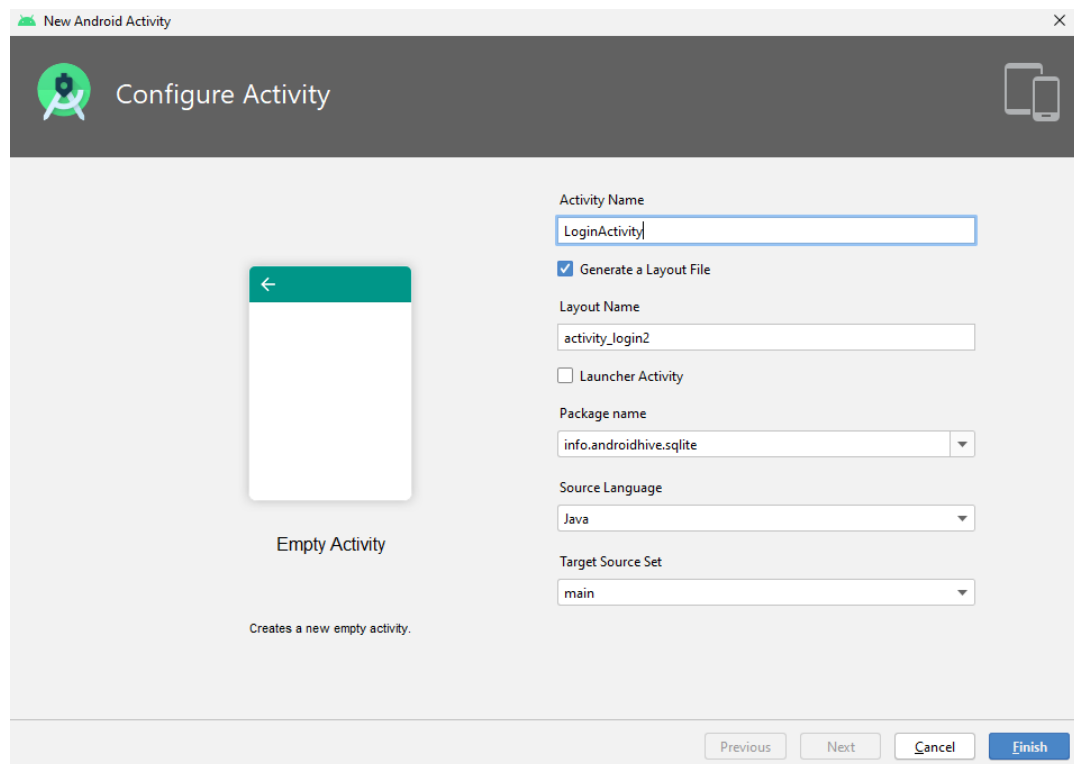 New Android Activity
Configure Activity
Activity Name
LoginActivity
Generate a Layout File
Layout Name
activity_login2
Launcher Activity
Package name
info.androidhive.sqlite
Source Language
Java
Target Source Set
main
Empty Activity
Creates a new empty activity.
Previous
Next
Cancel
Finish